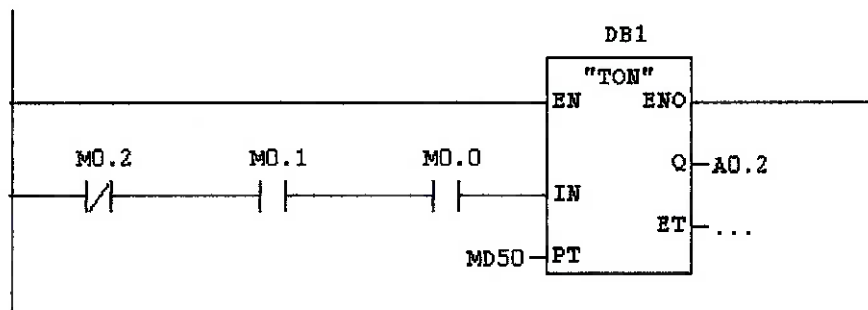 DB1
"TON"
EN ENO
M0.2 M0.1 M0.0
Q A0.2
IN
ET ...
MD50 PT